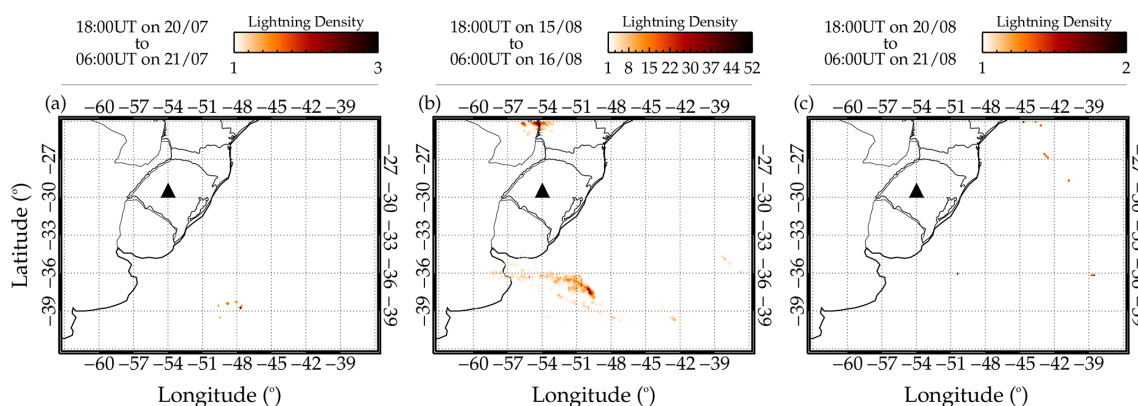 18:00UT on 20/07
to
06:00UT on 21/07
Lightning Density
1 3
(a)
−60 −57 −54 −51 −48 −45 −42 −39
−27
−30
−33
−36
−39
Latitude (°)
−27
−30
−33
−36
−39
−60 −57 −54 −51 −48 −45 −42 −39
Longitude (°)
18:00UT on 15/08
to
06:00UT on 16/08
Lightning Density
1 8 15 22 30 37 44 52
(b)
−60 −57 −54 −51 −48 −45 −42 −39
−27
−30
−33
−36
−39
−27
−30
−33
−36
−39
−60 −57 −54 −51 −48 −45 −42 −39
Longitude (°)
18:00UT on 20/08
to
06:00UT on 21/08
Lightning Density
1 2
(c)
−60 −57 −54 −51 −48 −45 −42 −39
−27
−30
−33
−36
−39
−27
−30
−33
−36
−39
−60 −57 −54 −51 −48 −45 −42 −39
Longitude (°)